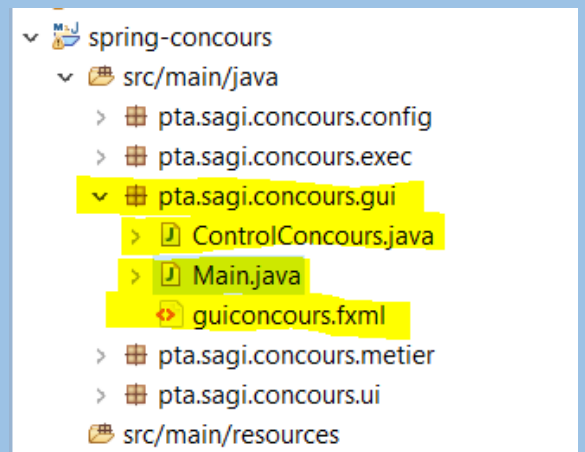 spring-concours
src/main/java
pta.sagi.concours.config
pta.sagi.concours.exec
pta.sagi.concours.gui
ControlConcours.java
Main.java
guiconcours.fxml
pta.sagi.concours.metier
pta.sagi.concours.ui
src/main/resources